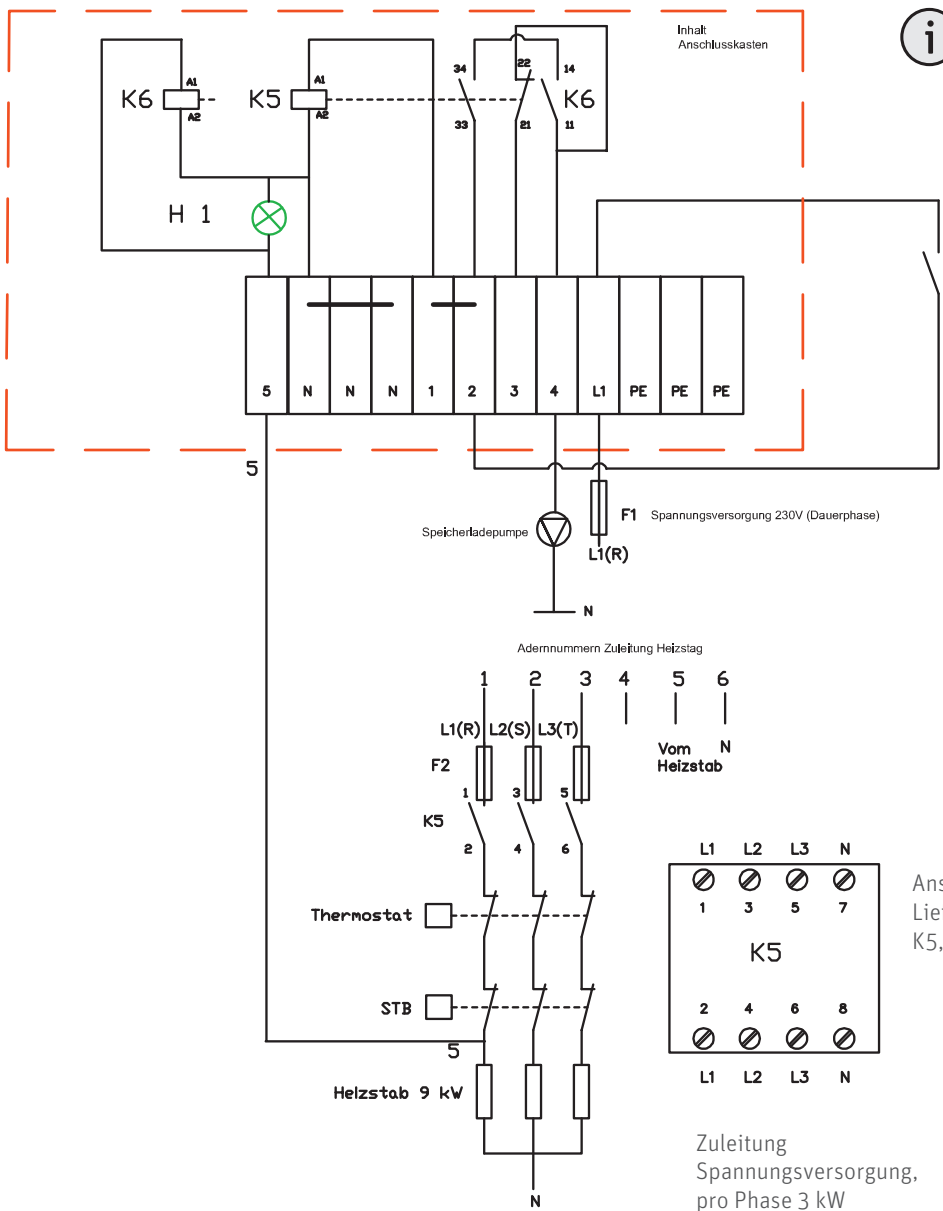 Inhalt
Anschlusskasten
i
34
22
14
A1
A1
K6
K5
K6
A2
A2
33
21
11
H 1
5 N N N 1 2 3 4 L1 PE PE PE
5
Speicherladepumpe
F1
Spannungsversorgung 230V (Dauerphase)
L1(R)
N
Adernnummern Zuleitung Heizstag
1 2 3 4 5 6
L1(R) L2(S) L3(T)
Vom N
Heizstab
F2
1 3 5
K5
2 4 6
L1 L2 L3 N
1 3 5 7
K5
2 4 6 8
L1 L2 L3 N
Ans
Lief
K5,
Thermostat
STB
5
Heizstab 9 kW
N
Zuleitung
Spannungsversorgung,
pro Phase 3 kW